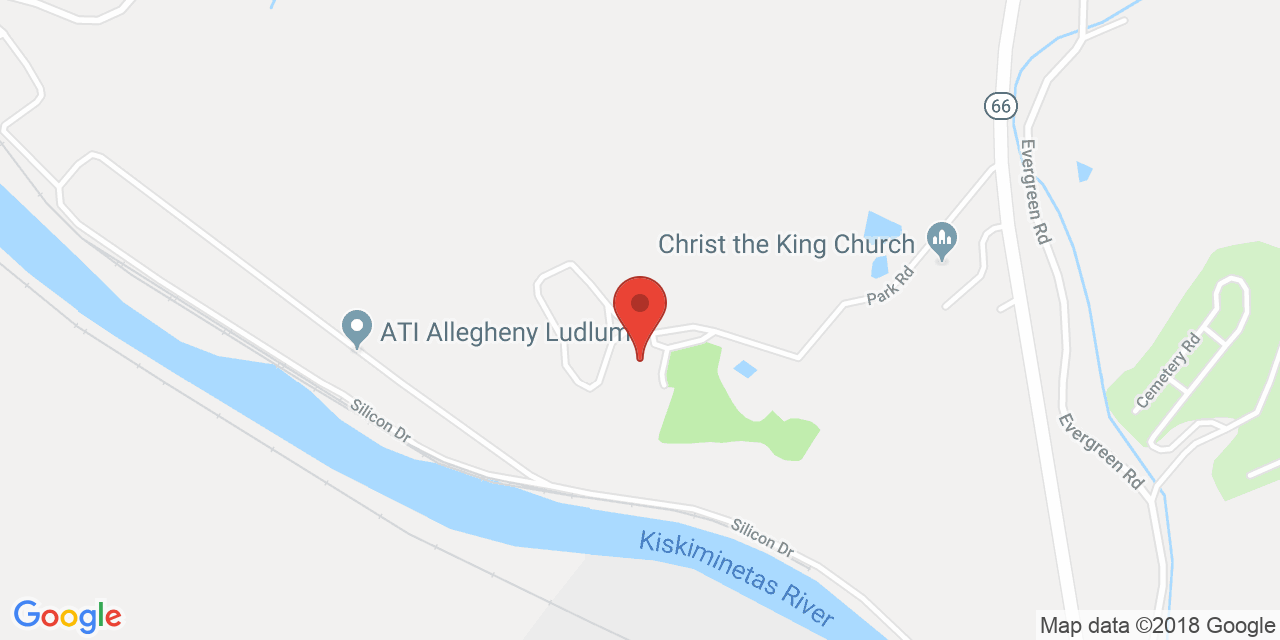 66
Evergreen Rd
Christ the King Church
Park Rd
ATI Allegheny Ludlum
Cemetery Rd
Silicon Dr
Evergreen Rd
Silicon Dr
Kiskiminetas River
Google
Map data ©2018 Google